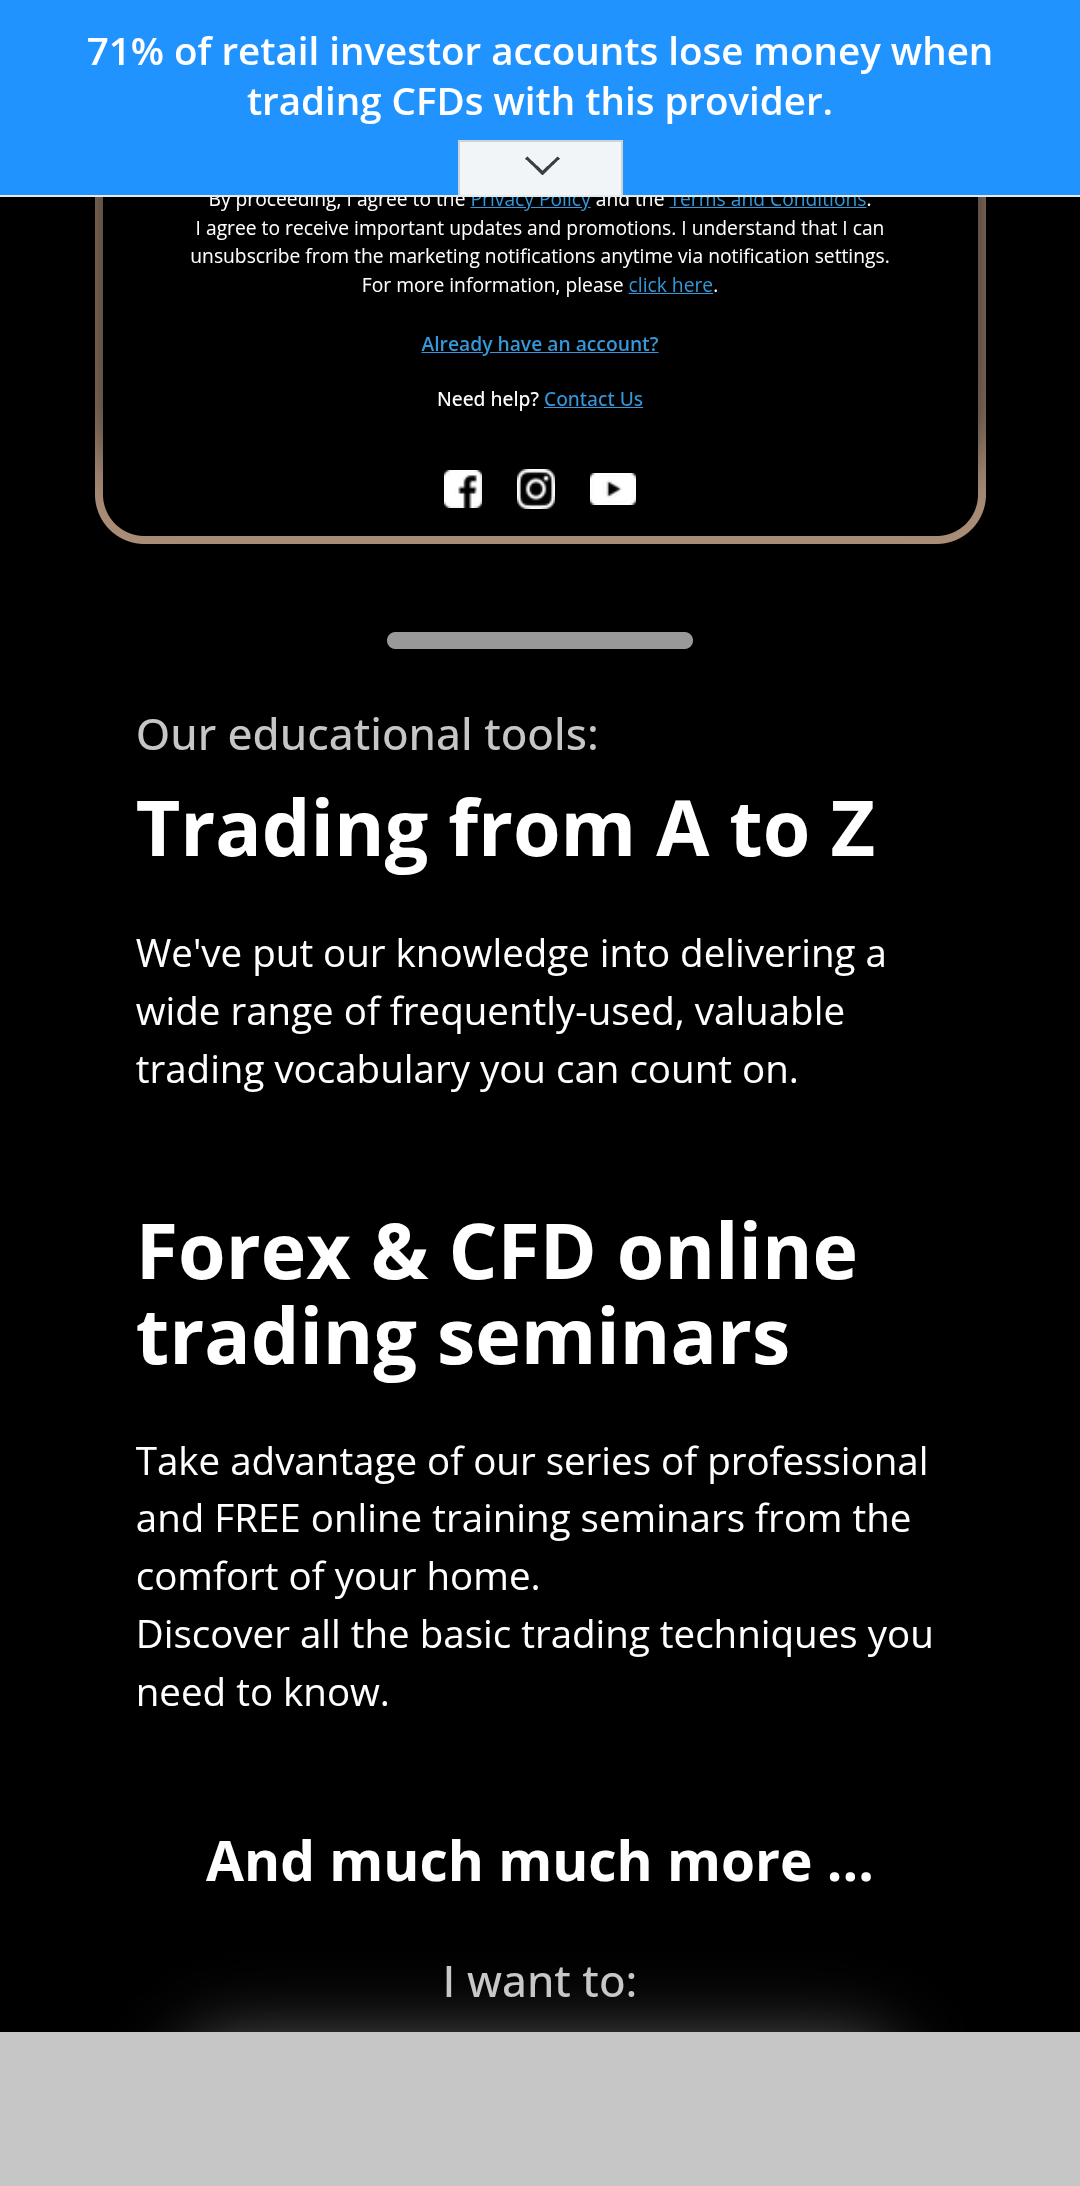 71% of retail investor accounts lose money when
trading CFDs with this provider.
By proceeding, I agree to the Privacy Policy and the Terms and Conditions.
I agree to receive important updates and promotions. I understand that I can
unsubscribe from the marketing notifications anytime via notification settings.
For more information, please click here.
Already have an account?
Need help? Contact Us
Our educational tools:
Trading from A to Z
We've put our knowledge into delivering a
wide range of frequently-used, valuable
trading vocabulary you can count on.
Forex & CFD online
trading seminars
Take advantage of our series of professional
and FREE online training seminars from the
comfort of your home.
Discover all the basic trading techniques you
need to know.
And much much more ...
I want to: